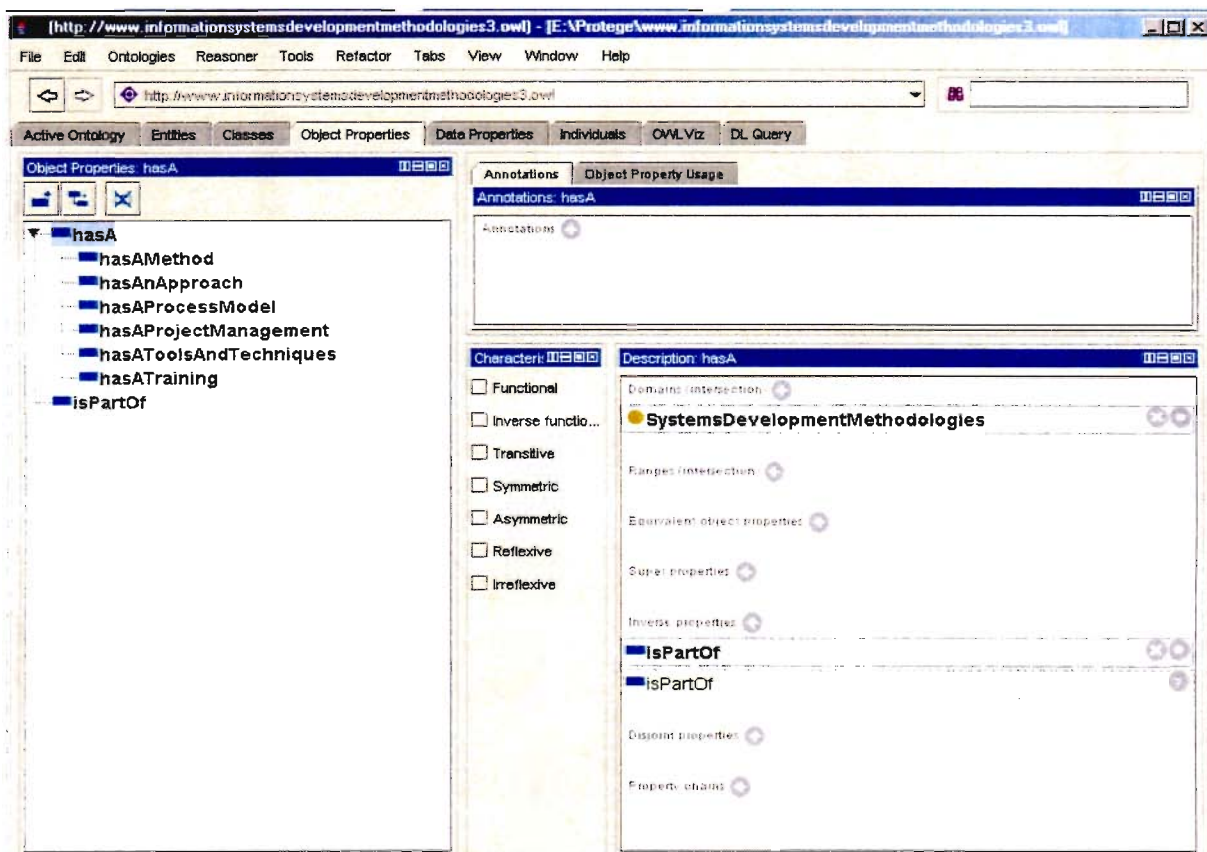 [http://www.informationsystemsdevelopmentmethodologies3.owl] - [E:\Protege\www.informationsystemsdevelopmentmethodologies3.owl]
File Edit Ontologies Reasoner Tools Refactor Tabs View Window Help
http://www.informationsystemsdevelopmentmethodologies3.owl
Active Ontology Entities Classes Object Properties Data Properties Individuals OWLViz DL Query
Object Properties: hasA
hasA
hasAMethod
hasAnApproach
hasAProcessModel
hasAProjectManagement
hasAToolsAndTechniques
hasATraining
isPartOf
Annotations Object Property Usage
Annotations: hasA
Annotations
Characteri:
Functional
Inverse functio...
Transitive
Symmetric
Asymmetric
Reflexive
Irreflexive
Description: hasA
Domains (intersection)
SystemsDevelopmentMethodologies
Ranges (intersection)
Equivalent object properties
Super properties
Inverse properties
isPartOf
isPartOf
Disjoint properties
Property chains